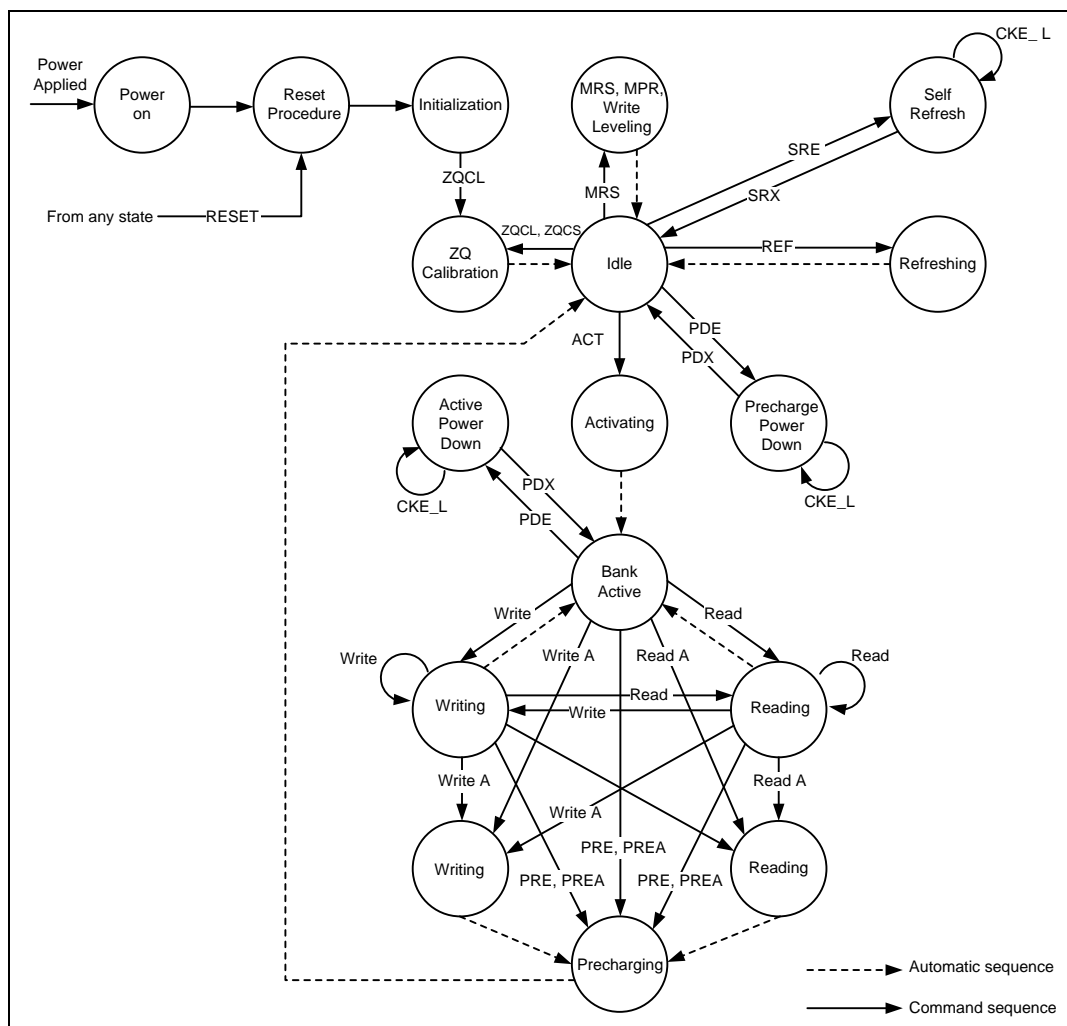 Power
Applied
Power
on
Reset
Procedure
Initialization
MRS, MPR,
Write
Leveling
CKE_ L
Self
Refresh
From any state
RESET
ZQCL
MRS
SRE
SRX
ZQ
Calibration
ZQCL, ZQCS
Idle
REF
Refreshing
ACT
PDE
PDX
Active
Power
Down
CKE_L
Activating
Precharge
Power
Down
CKE_L
PDX
PDE
Bank
Active
Write
Read
Write A
Read A
Write
Read
Writing
Read
Write
Reading
Write A
Read A
Write A
Writing
Reading
PRE, PREA
PRE, PREA
PRE, PREA
Precharging
Automatic sequence
Command sequence